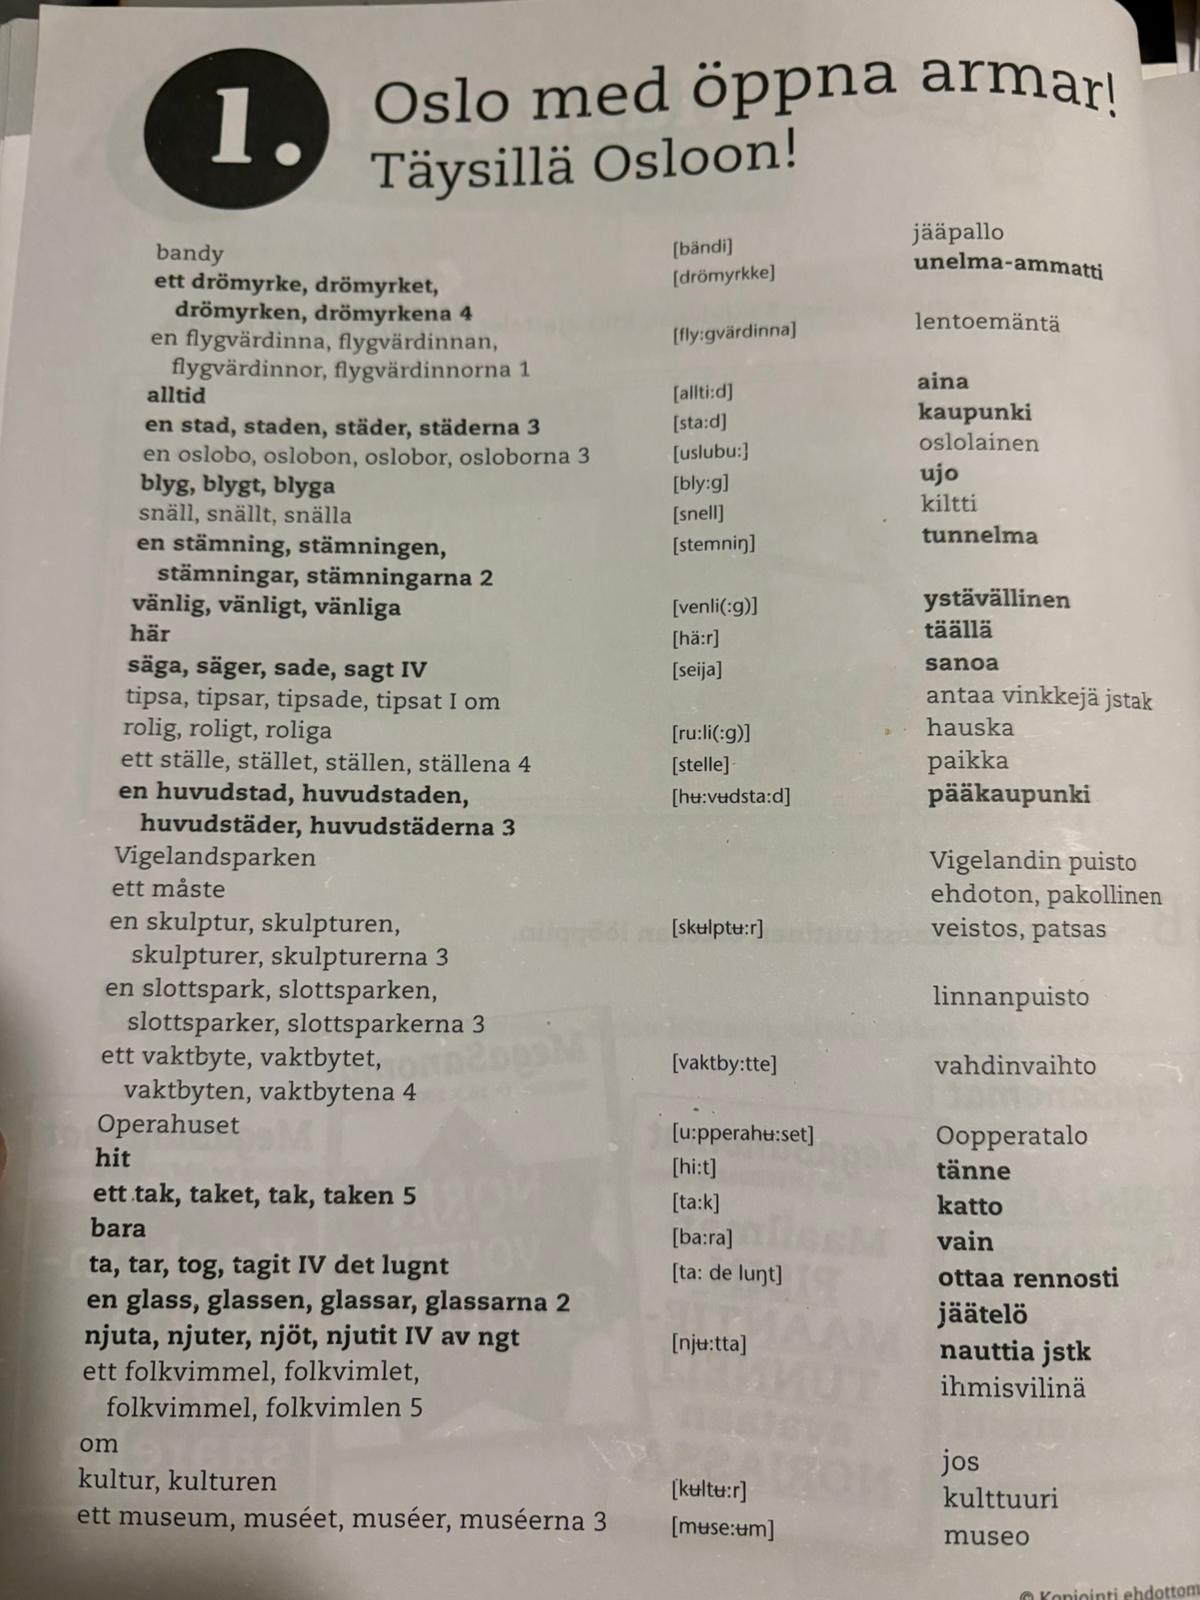 1.
Oslo med öppna armar!
Täysillä Osloon!
bandy [bändi] jääpallo
ett drömyrke, drömyrket, [drömyrkke] unelma-ammatti
drömyrken, drömyrkena 4
en flygvärdinna, flygvärdinnan, [fly:gvärdinna] lentoemäntä
flygvärdinnor, flygvärdinnorna 1
alltid [allti:d] aina
en stad, staden, städer, städerna 3 [sta:d] kaupunki
en oslobo, oslobon, oslobor, osloborna 3 [uslubu:] oslolainen
blyg, blygt, blyga [bly:g] ujo
snäll, snällt, snälla [snell] kiltti
en stämning, stämningen, [stemniŋ] tunnelma
stämningar, stämningarna 2
vänlig, vänligt, vänliga [venli(:g)] ystävällinen
här [hä:r] täällä
säga, säger, sade, sagt IV [seija] sanoa
tipsa, tipsar, tipsade, tipsat I om antaa vinkkejä jstak
rolig, roligt, roliga [ru:li(:g)] hauska
ett ställe, stället, ställen, ställena 4 [stelle] paikka
en huvudstad, huvudstaden, [hʉ:vʉdsta:d] pääkaupunki
huvudstäder, huvudstäderna 3
Vigelandsparken Vigelandin puisto
ett måste ehdoton, pakollinen
en skulptur, skulpturen, [skʉlptʉ:r] veistos, patsas
skulpturer, skulpturerna 3
en slottspark, slottsparken, linnanpuisto
slottsparker, slottsparkerna 3
ett vaktbyte, vaktbytet, [vaktby:tte] vahdinvaihto
vaktbyten, vaktbytena 4
Operahuset [u:pperahʉ:set] Oopperatalo
hit [hi:t] tänne
ett tak, taket, tak, taken 5 [ta:k] katto
bara [ba:ra] vain
ta, tar, tog, tagit IV det lugnt [ta: de luŋt] ottaa rennosti
en glass, glassen, glassar, glassarna 2 jäätelö
njuta, njuter, njöt, njutit IV av ngt [njʉ:tta] nauttia jstk
ett folkvimmel, folkvimlet, ihmisvilinä
folkvimmel, folkvimlen 5
om jos
kultur, kulturen [kʉltʉ:r] kulttuuri
ett museum, muséet, muséer, muséerna 3 [mʉse:ʉm] museo
© Kopiointi ehdottom